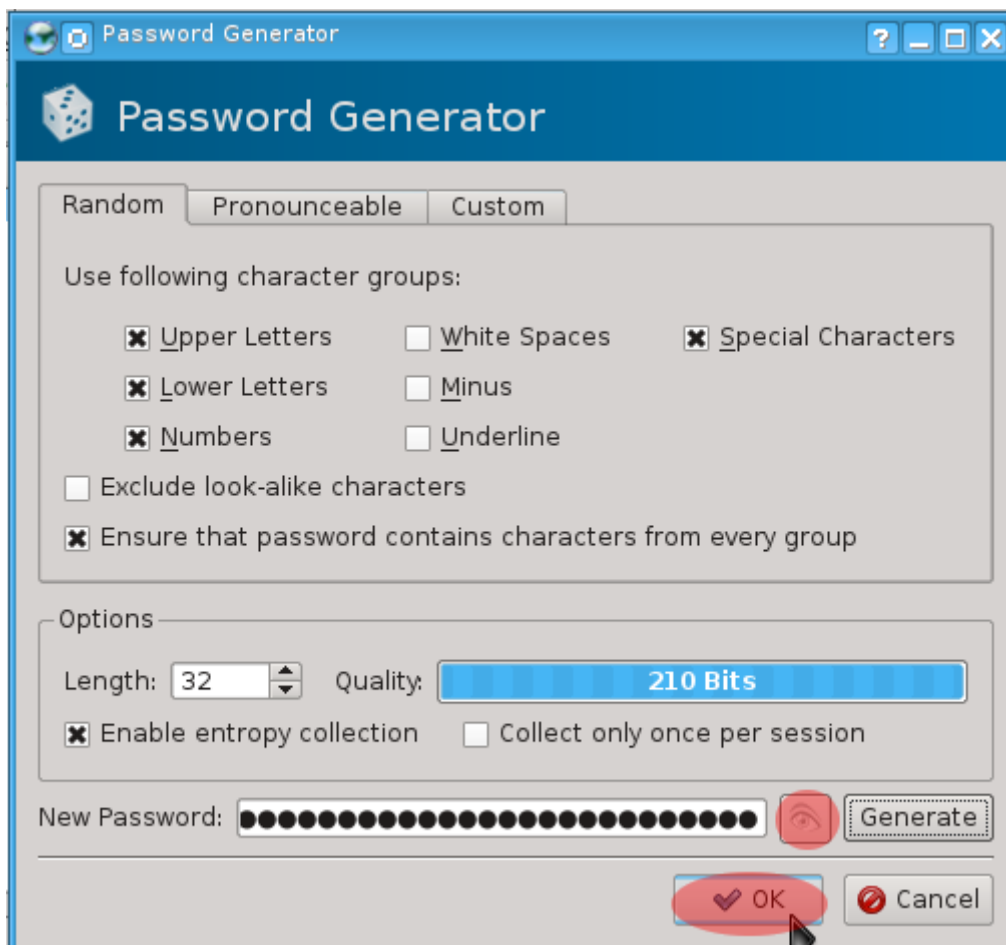 Password Generator
Password Generator
Random Pronounceable Custom
Use following character groups:
Upper Letters White Spaces Special Characters
Lower Letters Minus
Numbers Underline
Exclude look-alike characters
Ensure that password contains characters from every group
Options
Length: 32 Quality: 210 Bits
Enable entropy collection Collect only once per session
New Password: Generate
OK Cancel